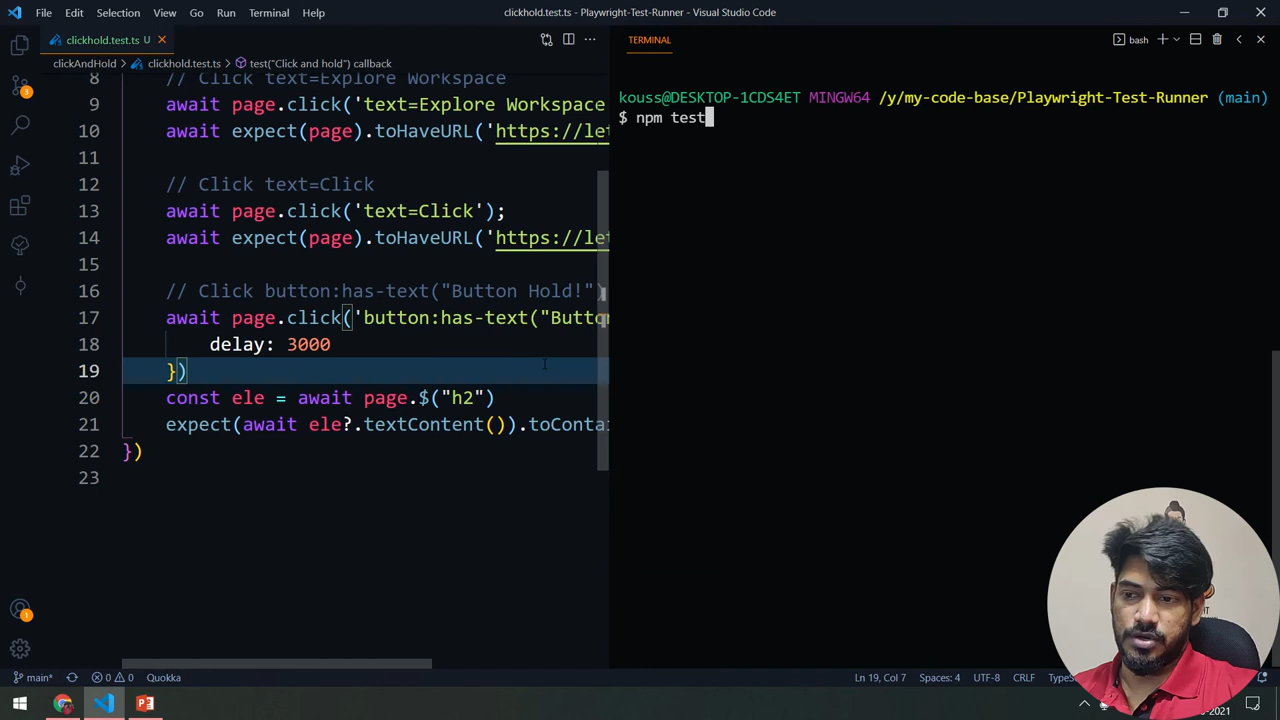 File Edit Selection View Go Run Terminal Help
clickhold.test.ts - Playwright-Test-Runner - Visual Studio Code
clickhold.test.ts U
clickAndHold > clickhold.test.ts > test("Click and hold") callback
8 // Click text=Explore Workspace
9 await page.click('text=Explore Workspace
10 await expect(page).toHaveURL('https://le
11
12 // Click text=Click
13 await page.click('text=Click');
14 await expect(page).toHaveURL('https://le
15
16 // Click button:has-text("Button Hold!")
17 await page.click('button:has-text("Butto
18 delay: 3000
19 })
20 const ele = await page.$("h2")
21 expect(await ele?.textContent()).toConta
22 })
23
TERMINAL
bash
kouss@DESKTOP-1CDS4ET MINGW64 /y/my-code-base/Playwright-Test-Runner (main)
$ npm test
3
1
main* 0 0 Quokka
Ln 19, Col 7 Spaces: 4 UTF-8 CRLF